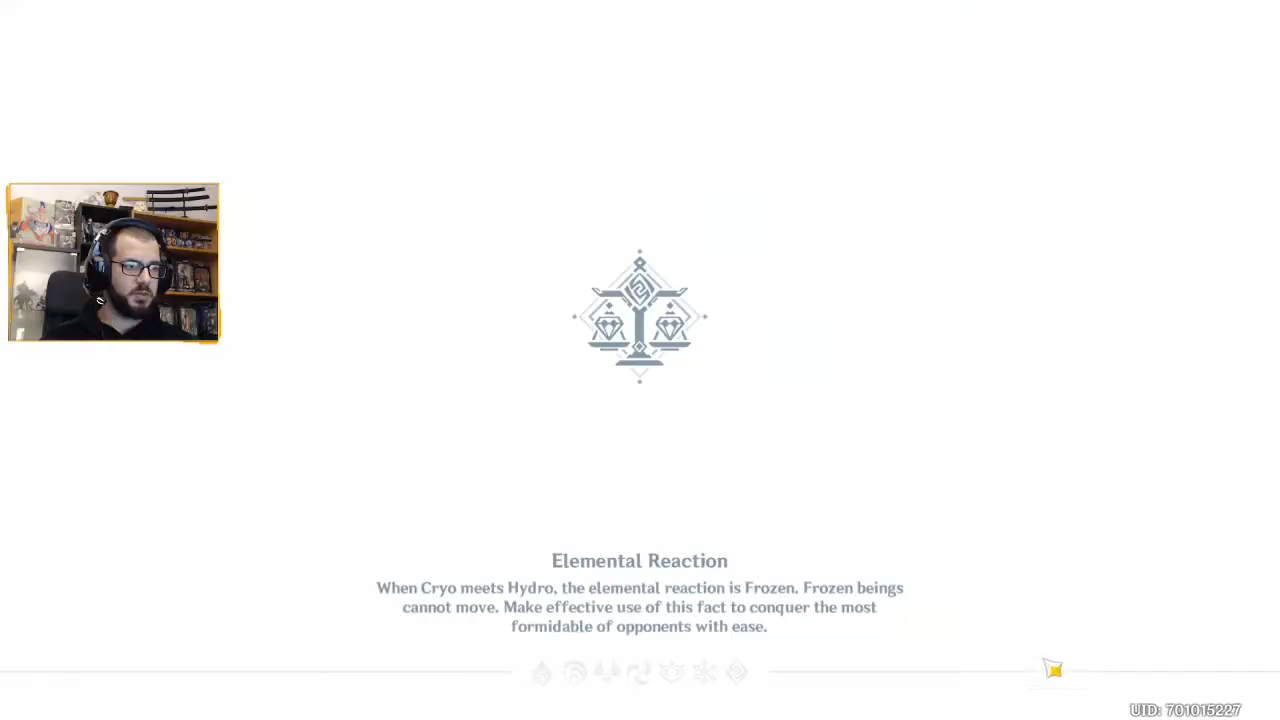 Elemental Reaction
When Cryo meets Hydro, the elemental reaction is Frozen. Frozen beings
cannot move. Make effective use of this fact to conquer the most
formidable of opponents with ease.
UID: 701015227